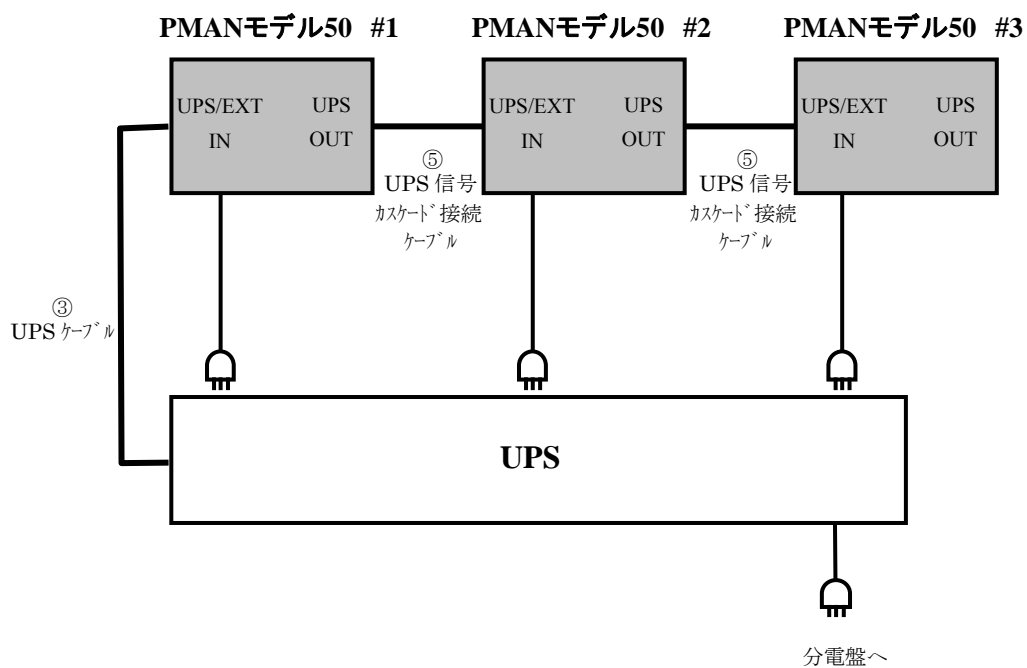 PMANモデル50 #1
PMANモデル50 #2
PMANモデル50 #3
UPS/EXT UPS
IN OUT
UPS/EXT UPS
IN OUT
UPS/EXT UPS
IN OUT
⑤
UPS 信号
ｶｽｹｰﾄﾞ接続
ｹｰﾌﾞﾙ
⑤
UPS 信号
ｶｽｹｰﾄﾞ接続
ｹｰﾌﾞﾙ
③
UPS ｹｰﾌﾞﾙ
UPS
分電盤へ